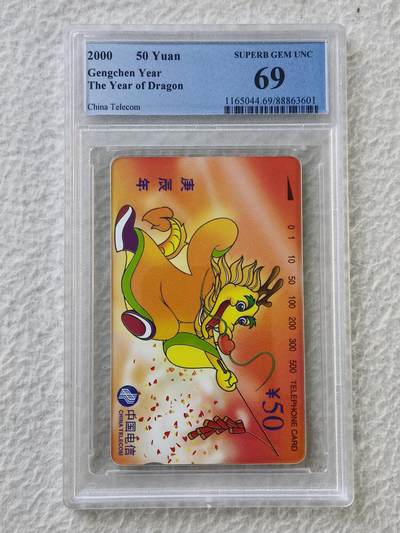 2000 50 Yuan
Gengchen Year
The Year of Dragon
China Telecom
SUPERB GEM UNC
69
1165044.69/88863601
庚辰年
0 1 10 50 100 200 300 500 TELEPHONE CARD
¥50
中国电信
CHINA TELECOM